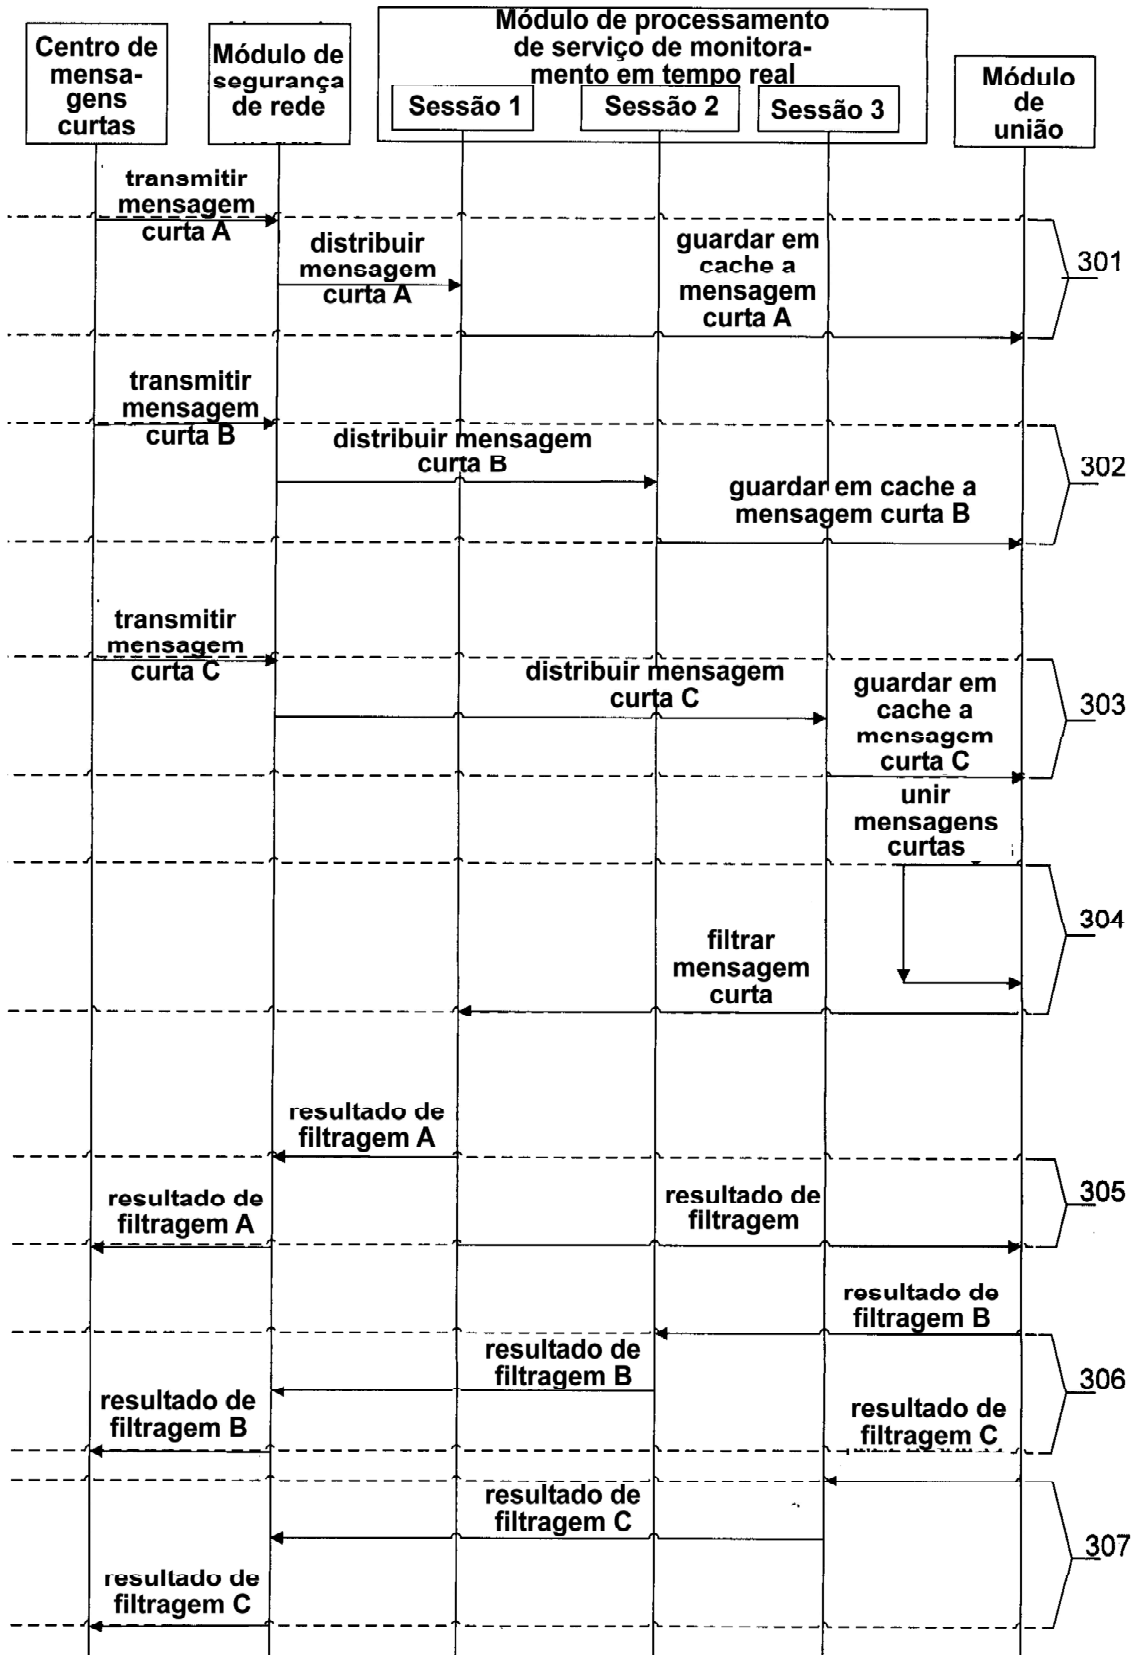 Centro de
mensa-
gens
curtas
Módulo de
segurança
de rede
Módulo de processamento
de serviço de monitora-
mento em tempo real
Sessão 1
Sessão 2
Sessão 3
Módulo
de
união
transmitir
mensagem
curta A
distribuir
mensagem
curta A
guardar em
cache a
mensagem
curta A
301
transmitir
mensagem
curta B
distribuir mensagem
curta B
guardar em cache a
mensagem curta B
302
transmitir
mensagem
curta C
distribuir mensagem
curta C
guardar em
cache a
mensagem
curta C
303
unir
mensagens
curtas
304
filtrar
mensagem
curta
resultado de
filtragem A
resultado de
filtragem A
resultado de
filtragem
305
resultado de
filtragem B
resultado de
filtragem B
resultado de
filtragem B
306
resultado de
filtragem C
resultado de
filtragem C
307
resultado de
filtragem C